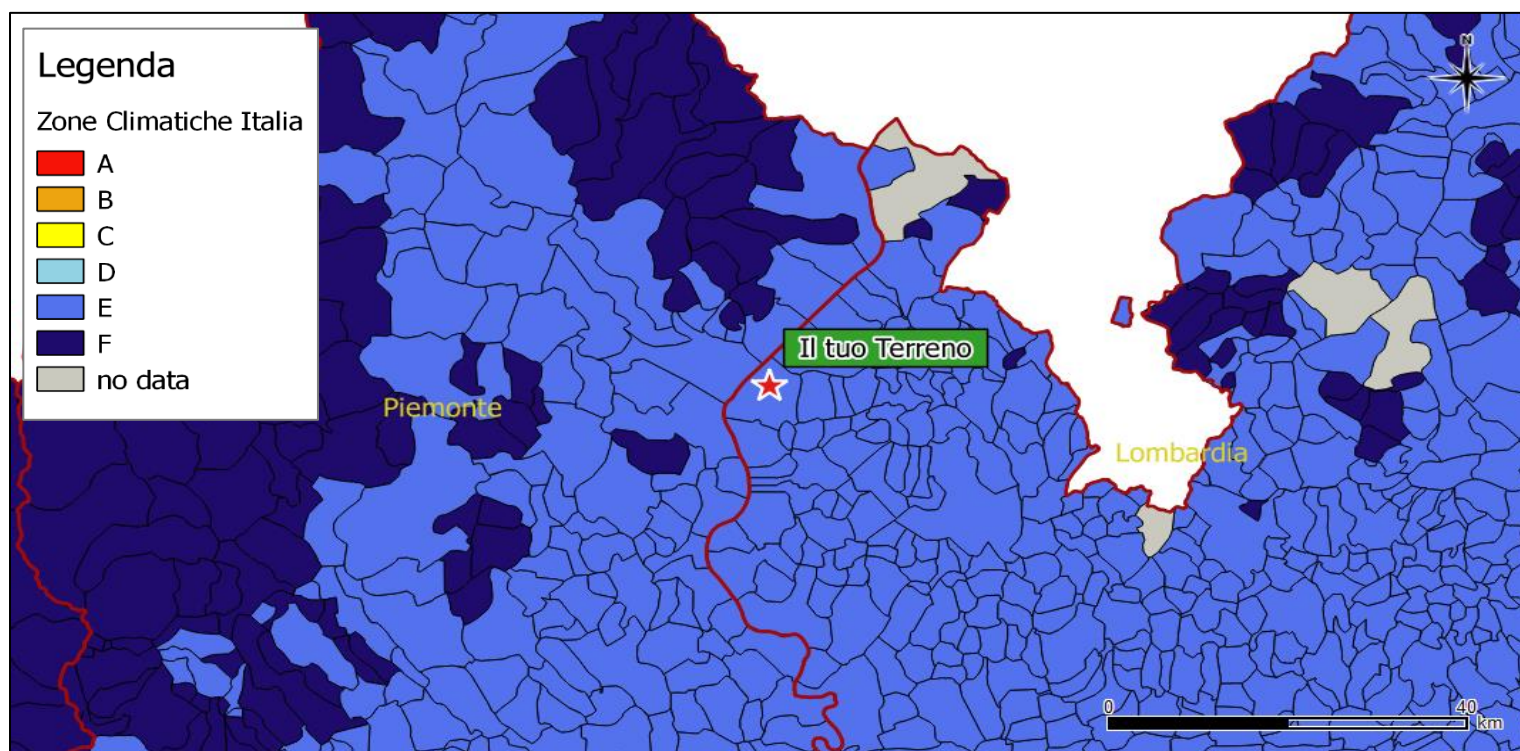 Legenda
Zone Climatiche Italia
A
B
C
D
E
F
no data
N
Il tuo Terreno
Piemonte
Lombardia
0 40
km